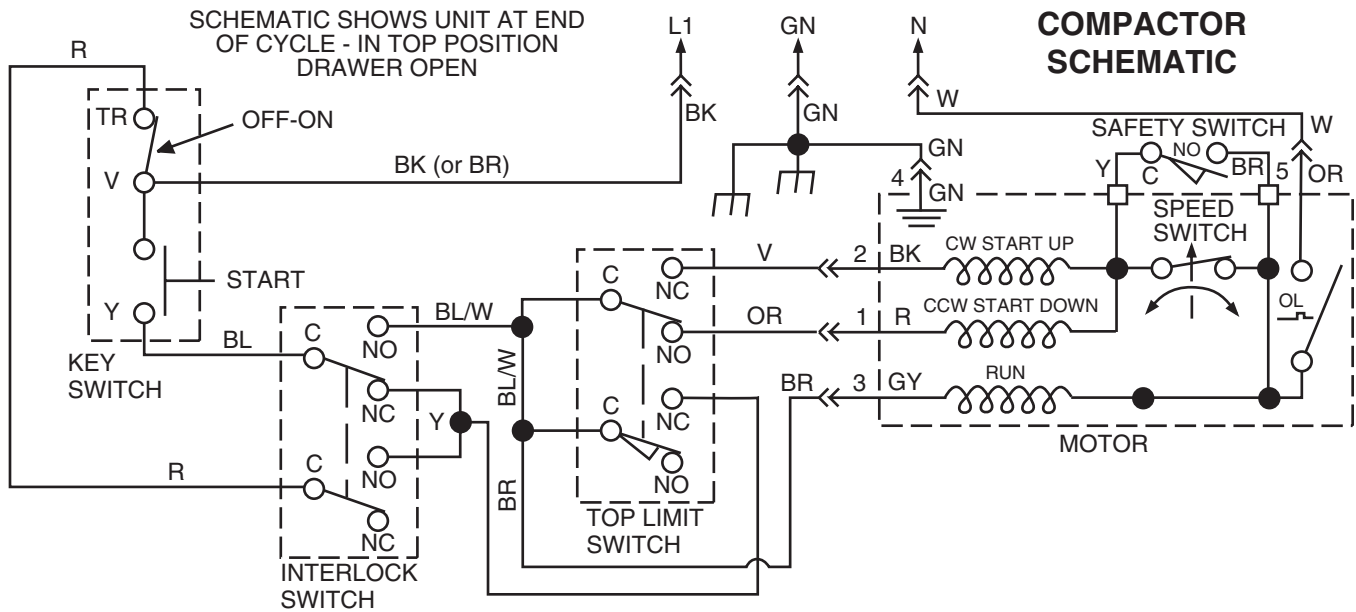 SCHEMATIC SHOWS UNIT AT END
OF CYCLE - IN TOP POSITION
DRAWER OPEN
COMPACTOR
SCHEMATIC
L1
GN
N
R
TR
OFF-ON
BK
GN
W
W
SAFETY SWITCH
V
BK (or BR)
GN
4
GN
Y
C
NO
BR
5
OR
SPEED
SWITCH
START
Y
KEY
SWITCH
BL
C
NO
NC
BL/W
BL/W
C
NC
NO
V
2
BK
CW START UP
OR
1
R
CCW START DOWN
OL
BR
3
GY
RUN
MOTOR
Y
C
NO
NC
R
INTERLOCK
SWITCH
BR
C
NC
NO
TOP LIMIT
SWITCH